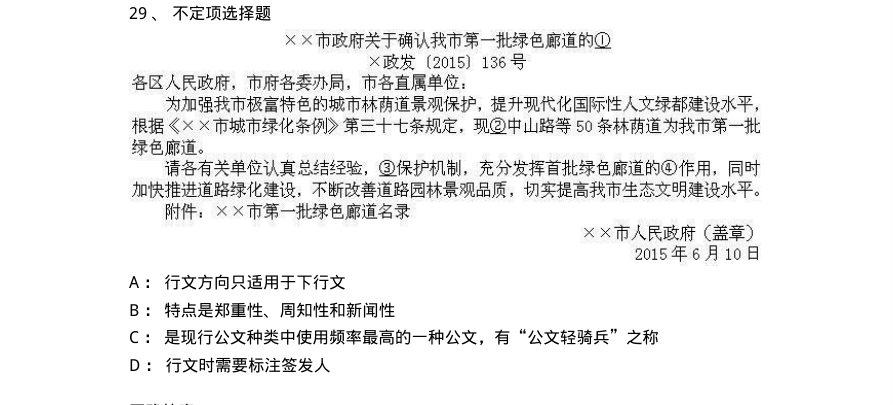 29 、 不定项选择题
××市政府关于确认我市第一批绿色廊道的①
×政发〔2015〕136号
各区人民政府，市府各委办局，市各直属单位：
为加强我市极富特色的城市林荫道景观保护，提升现代化国际性人文绿都建设水平，
根据《××市城市绿化条例》第三十七条规定，现②中山路等50条林荫道为我市第一批
绿色廊道。
请各有关单位认真总结经验，③保护机制，充分发挥首批绿色廊道的④作用，同时
加快推进道路绿化建设，不断改善道路园林景观品质，切实提高我市生态文明建设水平。
附件：××市第一批绿色廊道名录
××市人民政府（盖章）
2015年6月10日
A ： 行文方向只适用于下行文
B ： 特点是郑重性、周知性和新闻性
C ： 是现行公文种类中使用频率最高的一种公文，有“公文轻骑兵”之称
D ： 行文时需要标注签发人